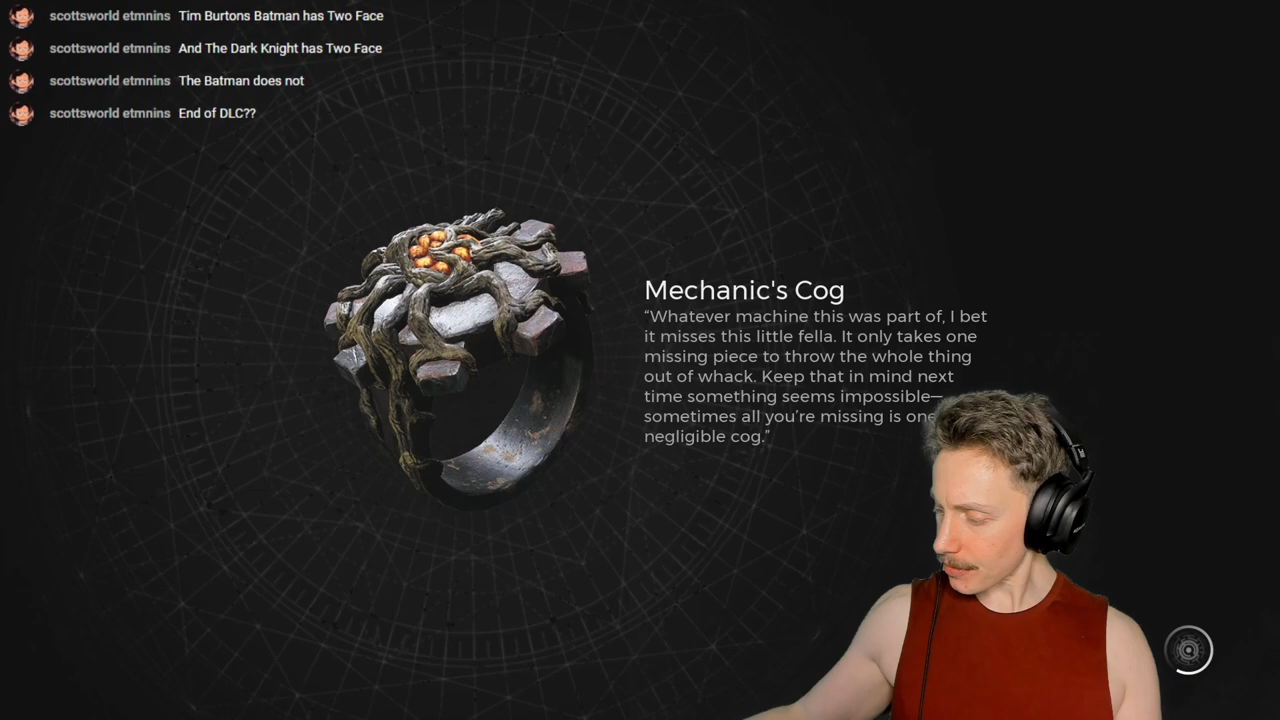 scottsworld etmnins Tim Burtons Batman has Two Face
scottsworld etmnins And The Dark Knight has Two Face
scottsworld etmnins The Batman does not
scottsworld etmnins End of DLC??
Mechanic's Cog
“Whatever machine this was part of, I bet
it misses this little fella. It only takes one
missing piece to throw the whole thing
out of whack. Keep that in mind next
time something seems impossible—
sometimes all you’re missing is one
negligible cog.”